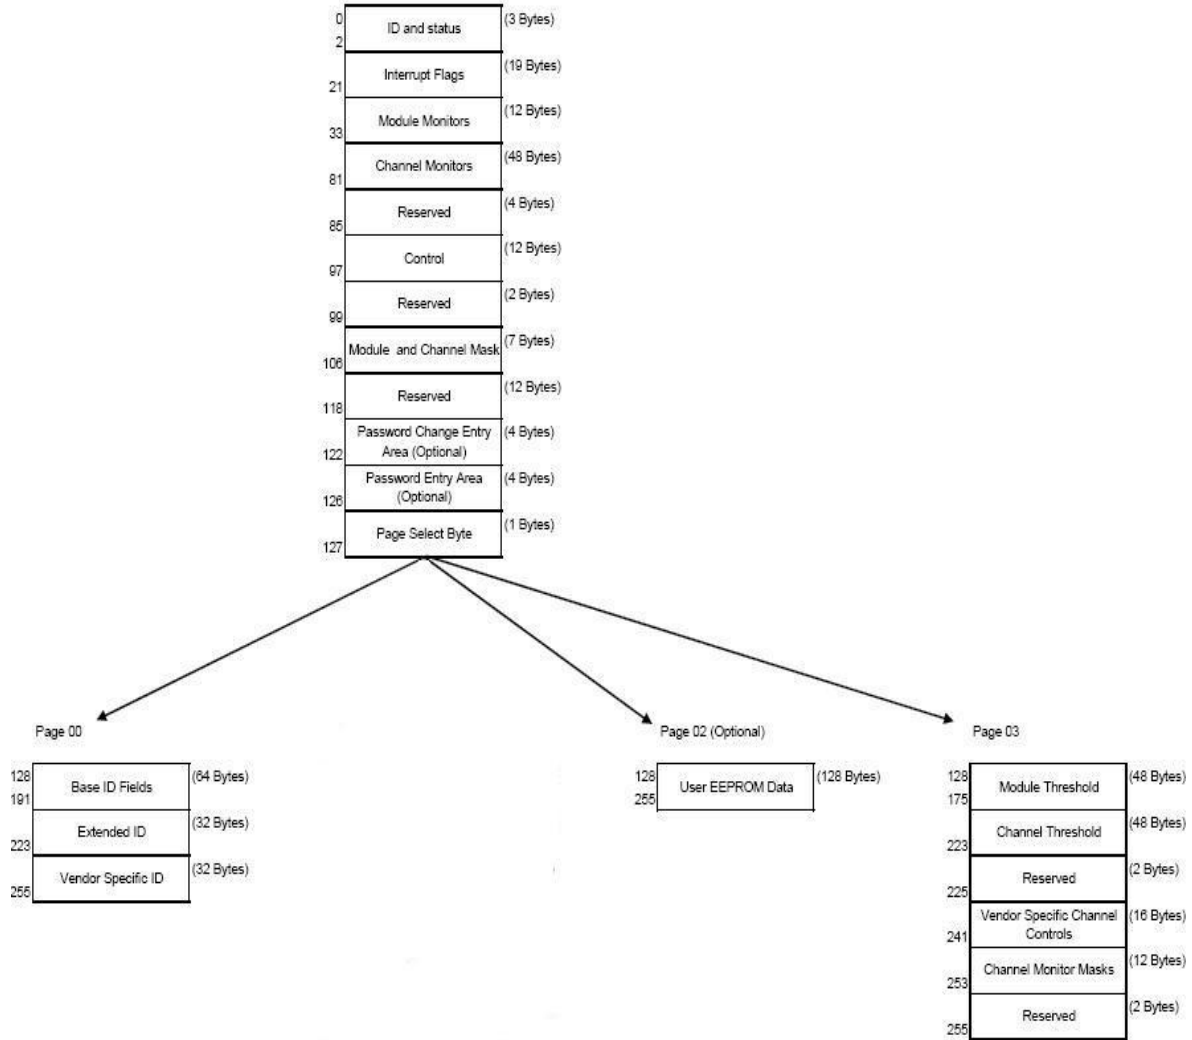 0
ID and status
(3 Bytes)
2
Interrupt Flags
(19 Bytes)
21
Module Monitors
(12 Bytes)
33
Channel Monitors
(48 Bytes)
81
Reserved
(4 Bytes)
85
Control
(12 Bytes)
97
Reserved
(2 Bytes)
99
Module and Channel Mask
(7 Bytes)
106
Reserved
(12 Bytes)
118
Password Change Entry
Area (Optional)
(4 Bytes)
122
Password Entry Area
(Optional)
(4 Bytes)
126
Page Select Byte
(1 Bytes)
127
Page 00
128
Base ID Fields
(64 Bytes)
191
Extended ID
(32 Bytes)
223
Vendor Specific ID
(32 Bytes)
255
Page 02 (Optional)
128
User EEPROM Data
(128 Bytes)
255
Page 03
128
Module Threshold
(48 Bytes)
175
Channel Threshold
(48 Bytes)
223
Reserved
(2 Bytes)
225
Vendor Specific Channel
Controls
(16 Bytes)
241
Channel Monitor Masks
(12 Bytes)
253
Reserved
(2 Bytes)
255